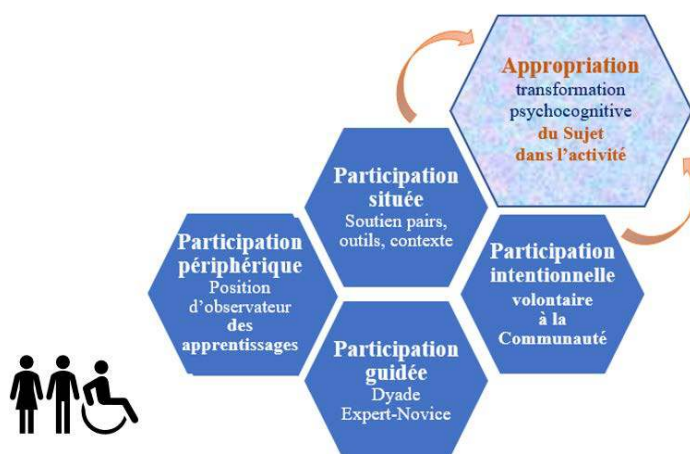 Appropriation
transformation
psychocognitive
du Sujet
dans l'activité
Participation
située
Soutien pairs,
outils, contexte
Participation
périphérique
Position
d'observateur
des
apprentissages
Participation
intentionnelle
volontaire
à la
Communauté
Participation
guidée
Dyade
Expert-Novice